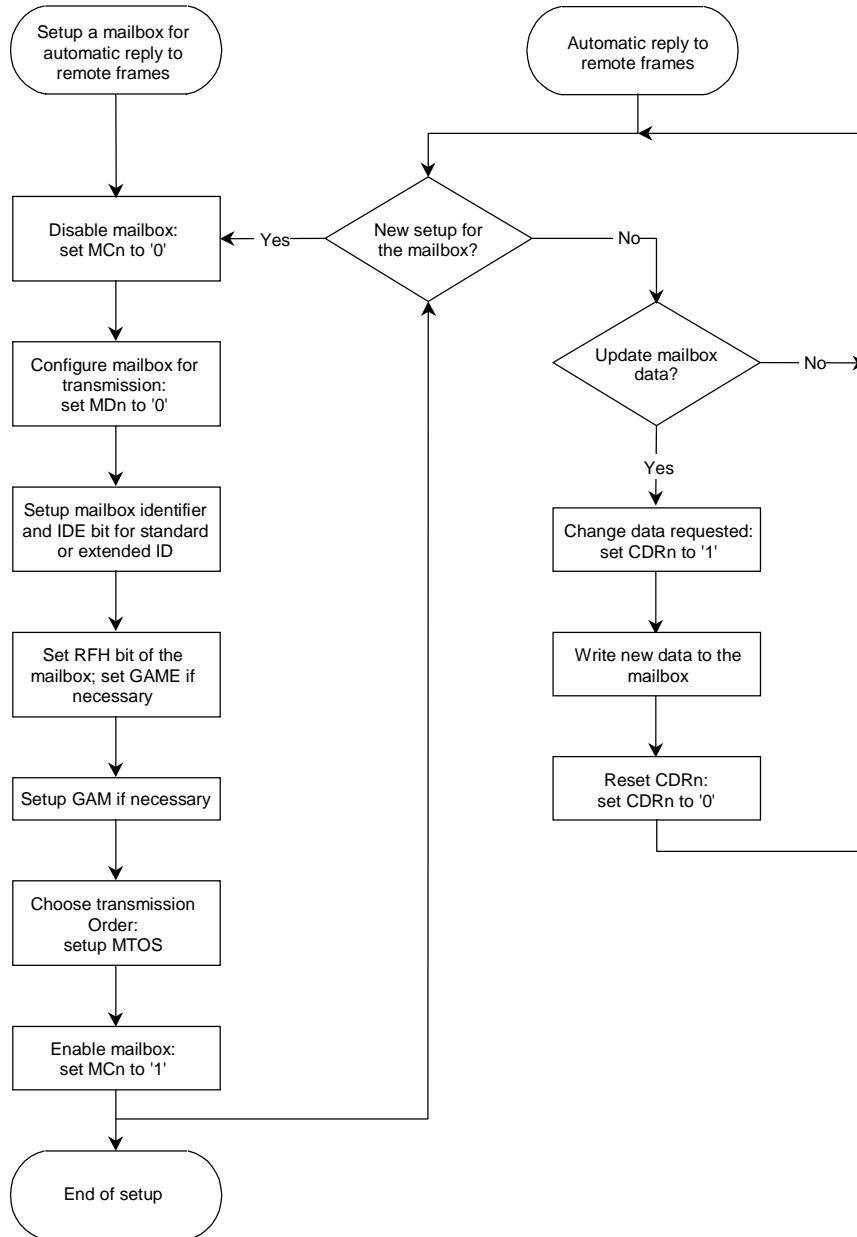 Setup a mailbox for
automatic reply to
remote frames
Disable mailbox:
set MCn to '0'
Configure mailbox for
transmission:
set MDn to '0'
Setup mailbox identifier
and IDE bit for standard
or extended ID
Set RFH bit of the
mailbox; set GAME if
necessary
Setup GAM if necessary
Choose transmission
Order:
setup MTOS
Enable mailbox:
set MCn to '1'
End of setup
Automatic reply to
remote frames
New setup for
the mailbox?
Yes
No
Update mailbox
data?
No
Yes
Change data requested:
set CDRn to '1'
Write new data to the
mailbox
Reset CDRn:
set CDRn to '0'